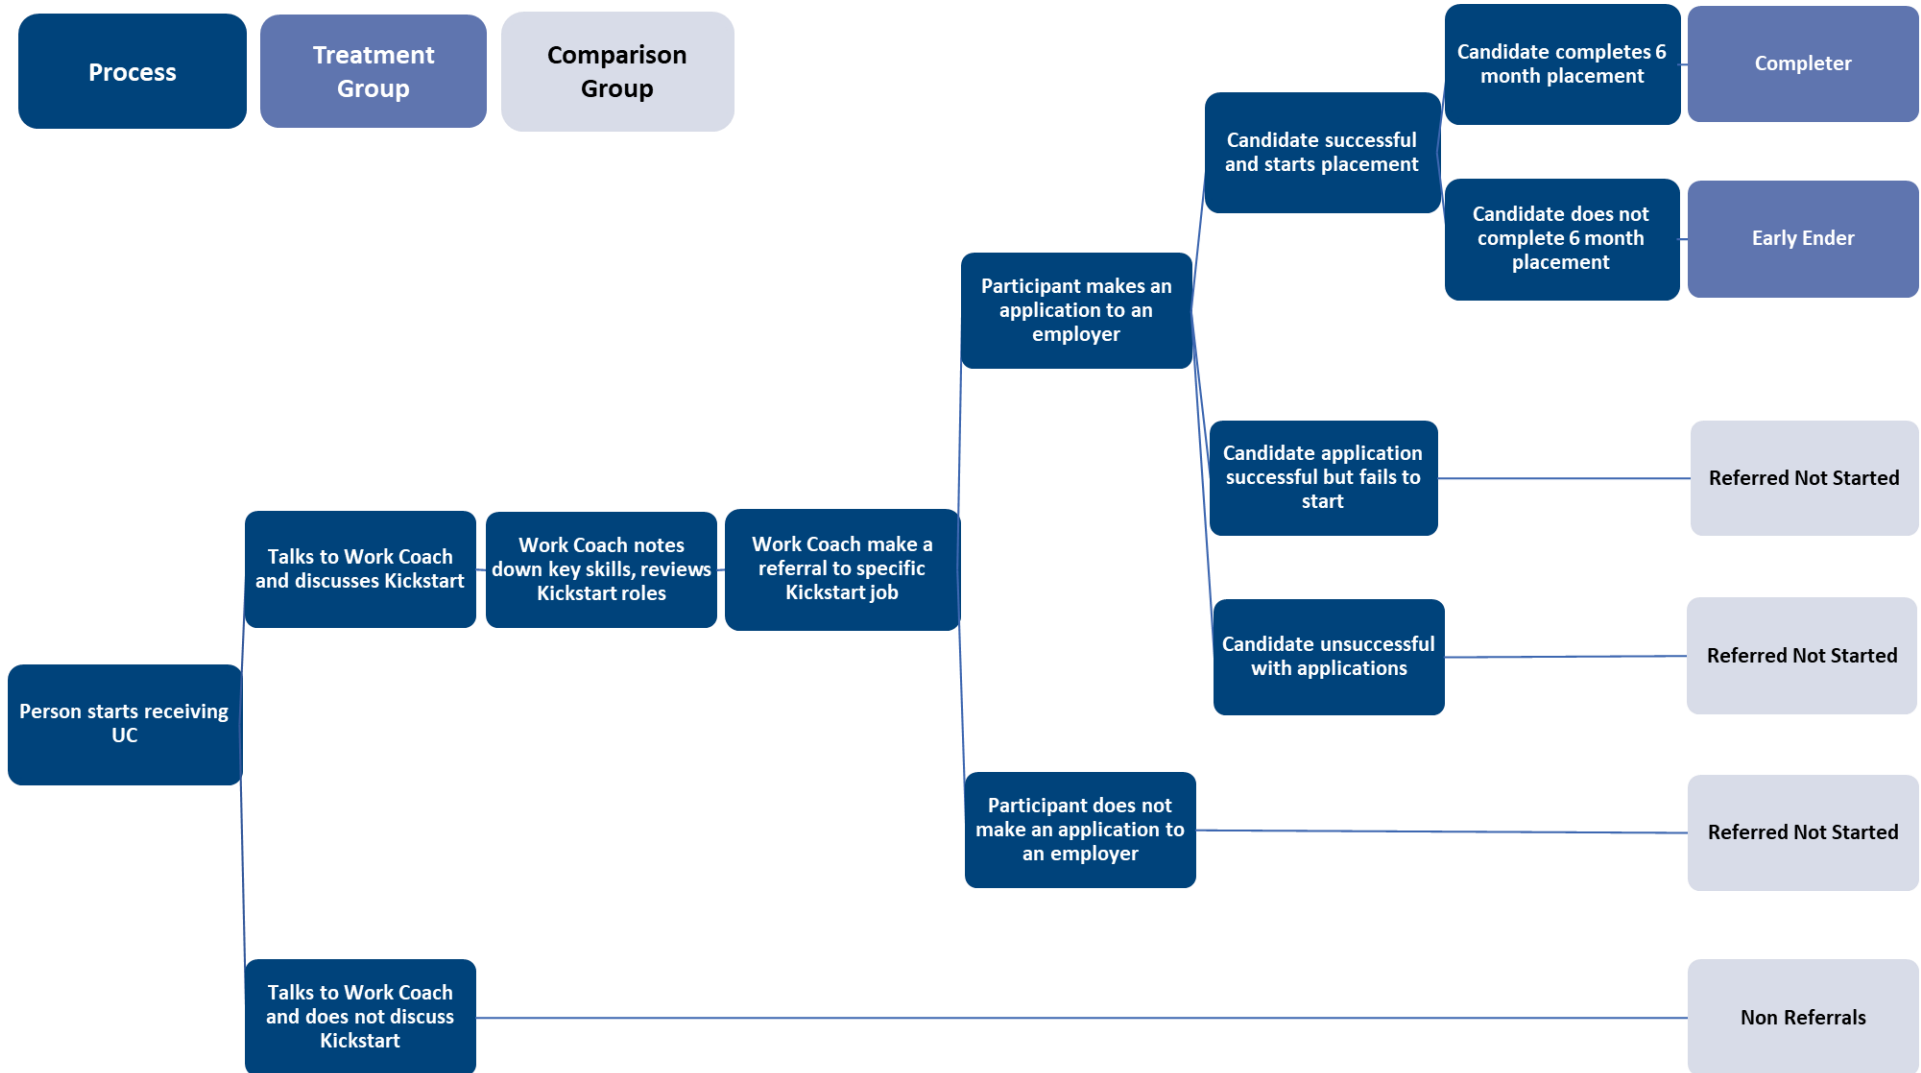 Process
Treatment
Group
Comparison
Group
Candidate completes 6
month placement
Completer
Candidate successful
and starts placement
Candidate does not
complete 6 month
placement
Early Ender
Participant makes an
application to an
employer
Candidate application
successful but fails to
start
Referred Not Started
Talks to Work Coach
and discusses Kickstart
Work Coach notes
down key skills, reviews
Kickstart roles
Work Coach make a
referral to specific
Kickstart job
Candidate unsuccessful
with applications
Referred Not Started
Person starts receiving
UC
Participant does not
make an application to
an employer
Referred Not Started
Talks to Work Coach
and does not discuss
Kickstart
Non Referrals